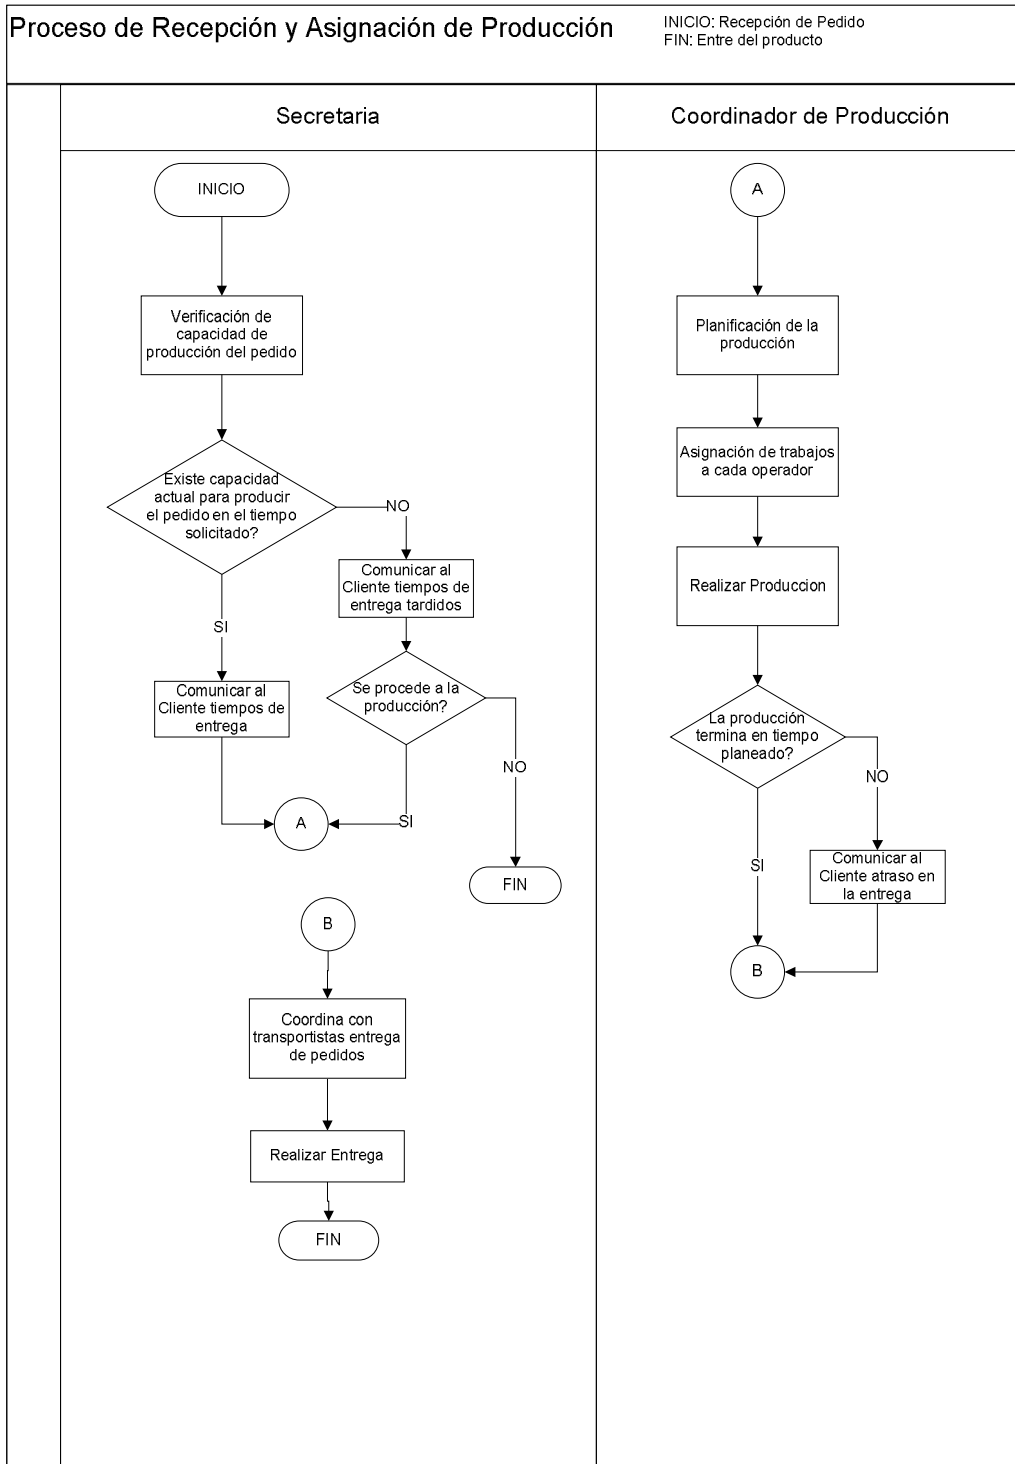 Proceso de Recepción y Asignación de Producción
INICIO: Recepción de Pedido
FIN: Entre del producto
Secretaria
Coordinador de Producción
INICIO
Verificación de
capacidad de
producción del pedido
Existe capacidad
actual para producir
el pedido en el tiempo
solicitado?
NO
Comunicar al
Cliente tiempos de
entrega tardidos
SI
Comunicar al
Cliente tiempos de
entrega
Se procede a la
producción?
NO
SI
A
FIN
B
Coordina con
transportistas entrega
de pedidos
Realizar Entrega
FIN
A
Planificación de la
producción
Asignación de trabajos
a cada operador
Realizar Produccion
La producción
termina en tiempo
planeado?
NO
SI
Comunicar al
Cliente atraso en
la entrega
B